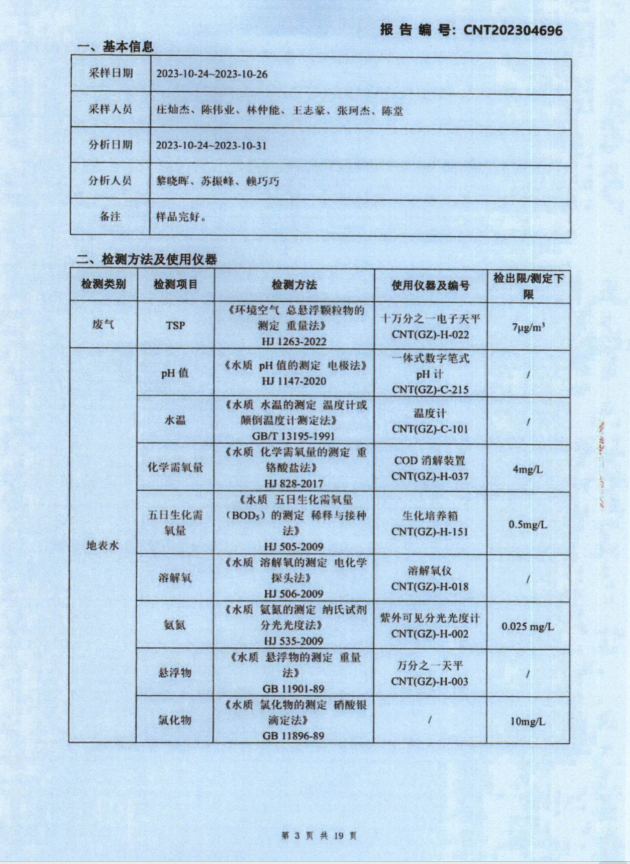 报 告 编 号: CNT202304696
一、基本信息
采样日期 2023-10-24~2023-10-26
采样人员 庄灿杰、陈伟业、林仲能、王志豪、张珂杰、陈堂
分析日期 2023-10-24~2023-10-31
分析人员 黎晓晖、苏振峰、赖巧巧
备注 样品完好。
二、检测方法及使用仪器
检测类别 检测项目 检测方法 使用仪器及编号 检出限/测定下
限
废气 TSP 《环境空气 总悬浮颗粒物的
测定 重量法》
HJ 1263-2022
十万分之一电子天平
CNT(GZ)-H-022
7μg/m³
地表水
pH 值
《水质 pH 值的测定 电极法》
HJ 1147-2020
一体式数字笔式
pH 计
CNT(GZ)-C-215
/
水温
《水质 水温的测定 温度计或
颠倒温度计测定法》
GB/T 13195-1991
温度计
CNT(GZ)-C-101
/
化学需氧量
《水质 化学需氧量的测定 重
铬酸盐法》
HJ 828-2017
COD 消解装置
CNT(GZ)-H-037
4mg/L
五日生化需
氧量
《水质 五日生化需氧量
（BOD₅）的测定 稀释与接种
法》
HJ 505-2009
生化培养箱
CNT(GZ)-H-151
0.5mg/L
溶解氧
《水质 溶解氧的测定 电化学
探头法》
HJ 506-2009
溶解氧仪
CNT(GZ)-H-018
/
氨氮
《水质 氨氮的测定 纳氏试剂
分光光度法》
HJ 535-2009
紫外可见分光光度计
CNT(GZ)-H-002
0.025 mg/L
悬浮物
《水质 悬浮物的测定 重量
法》
GB 11901-89
万分之一天平
CNT(GZ)-H-003
/
氯化物
《水质 氯化物的测定 硝酸银
滴定法》
GB 11896-89
/
10mg/L
第 3 页 共 19 页